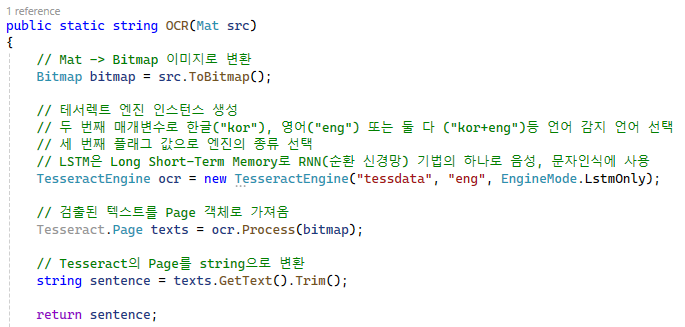 1 reference
public static string OCR(Mat src)
{
// Mat -> Bitmap 이미지로 변환
Bitmap bitmap = src.ToBitmap();
// 테서렉트 엔진 인스턴스 생성
// 두 번째 매개변수로 한글("kor"), 영어("eng") 또는 둘 다 ("kor+eng")등 언어 감지 언어 선택
// 세 번째 플래그 값으로 엔진의 종류 선택
// LSTM은 Long Short-Term Memory로 RNN(순환 신경망) 기법의 하나로 음성, 문자인식에 사용
TesseractEngine ocr = new TesseractEngine("tessdata", "eng", EngineMode.LstmOnly);
// 검출된 텍스트를 Page 객체로 가져옴
Tesseract.Page texts = ocr.Process(bitmap);
// Tesseract의 Page를 string으로 변환
string sentence = texts.GetText().Trim();
return sentence;